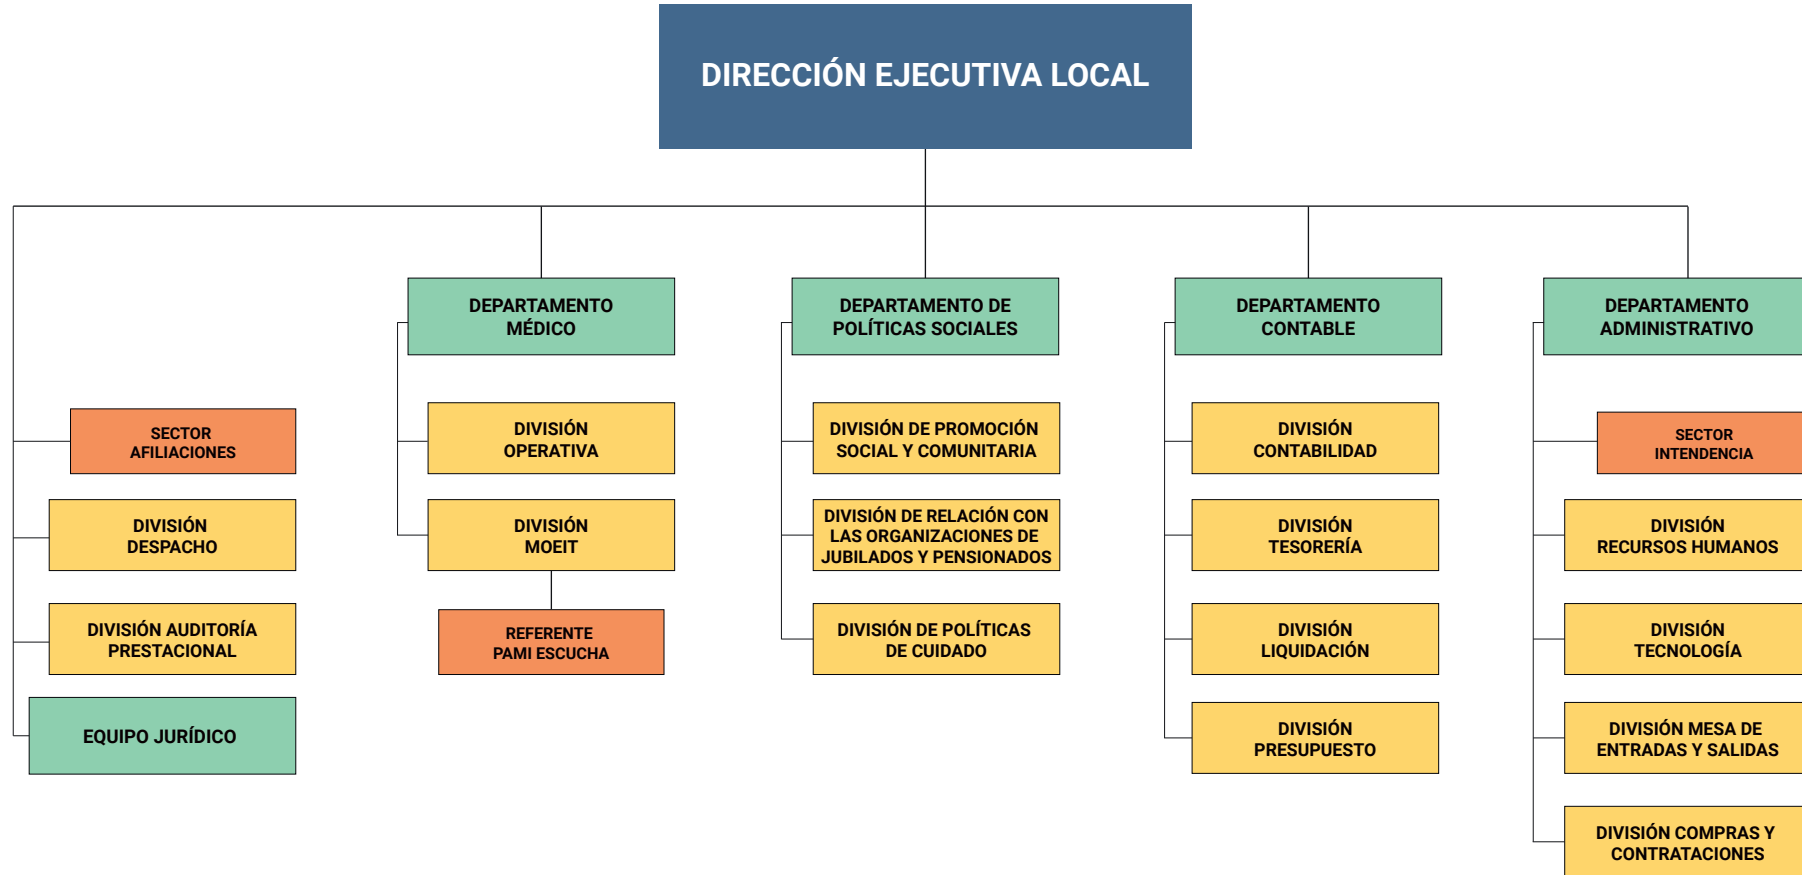 DIRECCIÓN EJECUTIVA LOCAL
SECTOR
AFILIACIONES
DIVISIÓN
DESPACHO
DIVISIÓN AUDITORÍA
PRESTACIONAL
EQUIPO JURÍDICO
DEPARTAMENTO
MÉDICO
DIVISIÓN
OPERATIVA
DIVISIÓN
MOEIT
REFERENTE
PAMI ESCUCHA
DEPARTAMENTO DE
POLÍTICAS SOCIALES
DIVISIÓN DE PROMOCIÓN
SOCIAL Y COMUNITARIA
DIVISIÓN DE RELACIÓN CON
LAS ORGANIZACIONES DE
JUBILADOS Y PENSIONADOS
DIVISIÓN DE POLÍTICAS
DE CUIDADO
DEPARTAMENTO
CONTABLE
DIVISIÓN
CONTABILIDAD
DIVISIÓN
TESORERÍA
DIVISIÓN
LIQUIDACIÓN
DIVISIÓN
PRESUPUESTO
DEPARTAMENTO
ADMINISTRATIVO
SECTOR
INTENDENCIA
DIVISIÓN
RECURSOS HUMANOS
DIVISIÓN
TECNOLOGÍA
DIVISIÓN MESA DE
ENTRADAS Y SALIDAS
DIVISIÓN COMPRAS Y
CONTRATACIONES